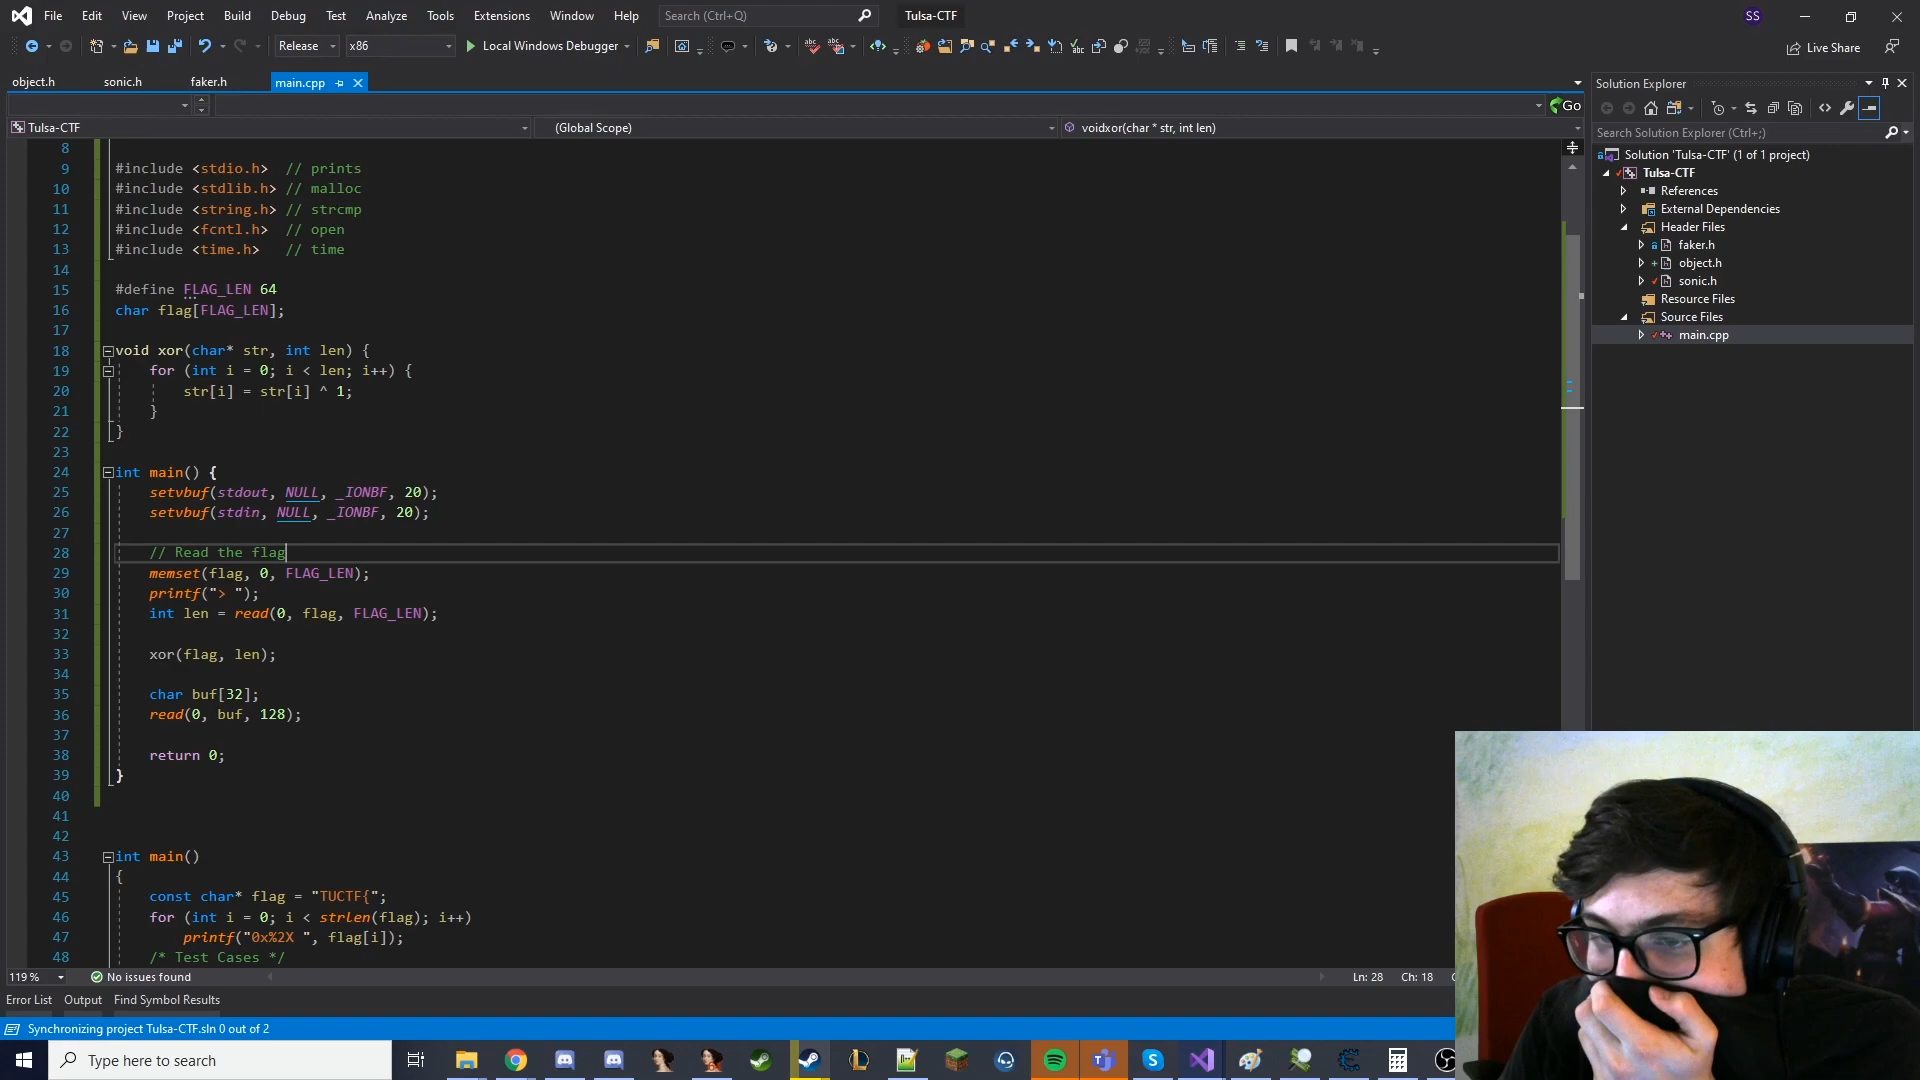 File Edit View Project Build Debug Test Analyze Tools Extensions Window Help Search (Ctrl+Q) Tulsa-CTF SS
Release x86 Local Windows Debugger Live Share
object.h sonic.h faker.h main.cpp
Go
Tulsa-CTF (Global Scope) voidxor(char * str, int len)
8
9 #include <stdio.h> // prints
10 #include <stdlib.h> // malloc
11 #include <string.h> // strcmp
12 #include <fcntl.h> // open
13 #include <time.h> // time
14
15 #define FLAG_LEN 64
16 char flag[FLAG_LEN];
17
18 void xor(char* str, int len) {
19 for (int i = 0; i < len; i++) {
20 str[i] = str[i] ^ 1;
21 }
22 }
23
24 int main() {
25 setvbuf(stdout, NULL, _IONBF, 20);
26 setvbuf(stdin, NULL, _IONBF, 20);
27
28 // Read the flag
29 memset(flag, 0, FLAG_LEN);
30 printf("> ");
31 int len = read(0, flag, FLAG_LEN);
32
33 xor(flag, len);
34
35 char buf[32];
36 read(0, buf, 128);
37
38 return 0;
39 }
40
41
42
43 int main()
44 {
45 const char* flag = "TUCTF{";
46 for (int i = 0; i < strlen(flag); i++)
47 printf("0x%2X ", flag[i]);
48 /* Test Cases */
119 % No issues found Ln: 28 Ch: 18
Error List Output Find Symbol Results
Synchronizing project Tulsa-CTF.sln 0 out of 2
Solution Explorer
Search Solution Explorer (Ctrl+;)
Solution 'Tulsa-CTF' (1 of 1 project)
Tulsa-CTF
References
External Dependencies
Header Files
faker.h
object.h
sonic.h
Resource Files
Source Files
main.cpp
Type here to search